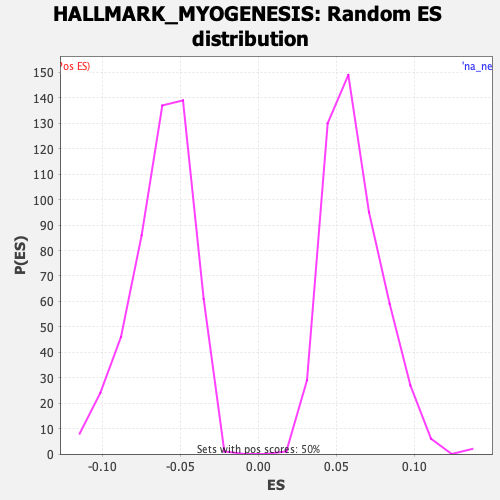 HALLMARK_MYOGENESIS: Random ES
distribution
'os ES)
'na_ne
150
140
130
120
110
100
90
80
70
60
50
40
30
20
10
0
P(ES)
Sets with pos scores: 50%
-0.10 -0.05 0.00 0.05 0.10
ES